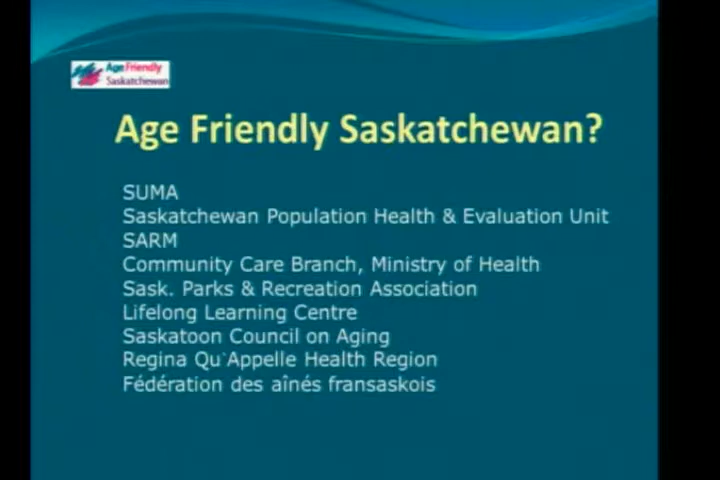 Age Friendly
Saskatchewan
Age Friendly Saskatchewan?
SUMA
Saskatchewan Population Health & Evaluation Unit
SARM
Community Care Branch, Ministry of Health
Sask. Parks & Recreation Association
Lifelong Learning Centre
Saskatoon Council on Aging
Regina Qu`Appelle Health Region
Fédération des aînés fransaskois